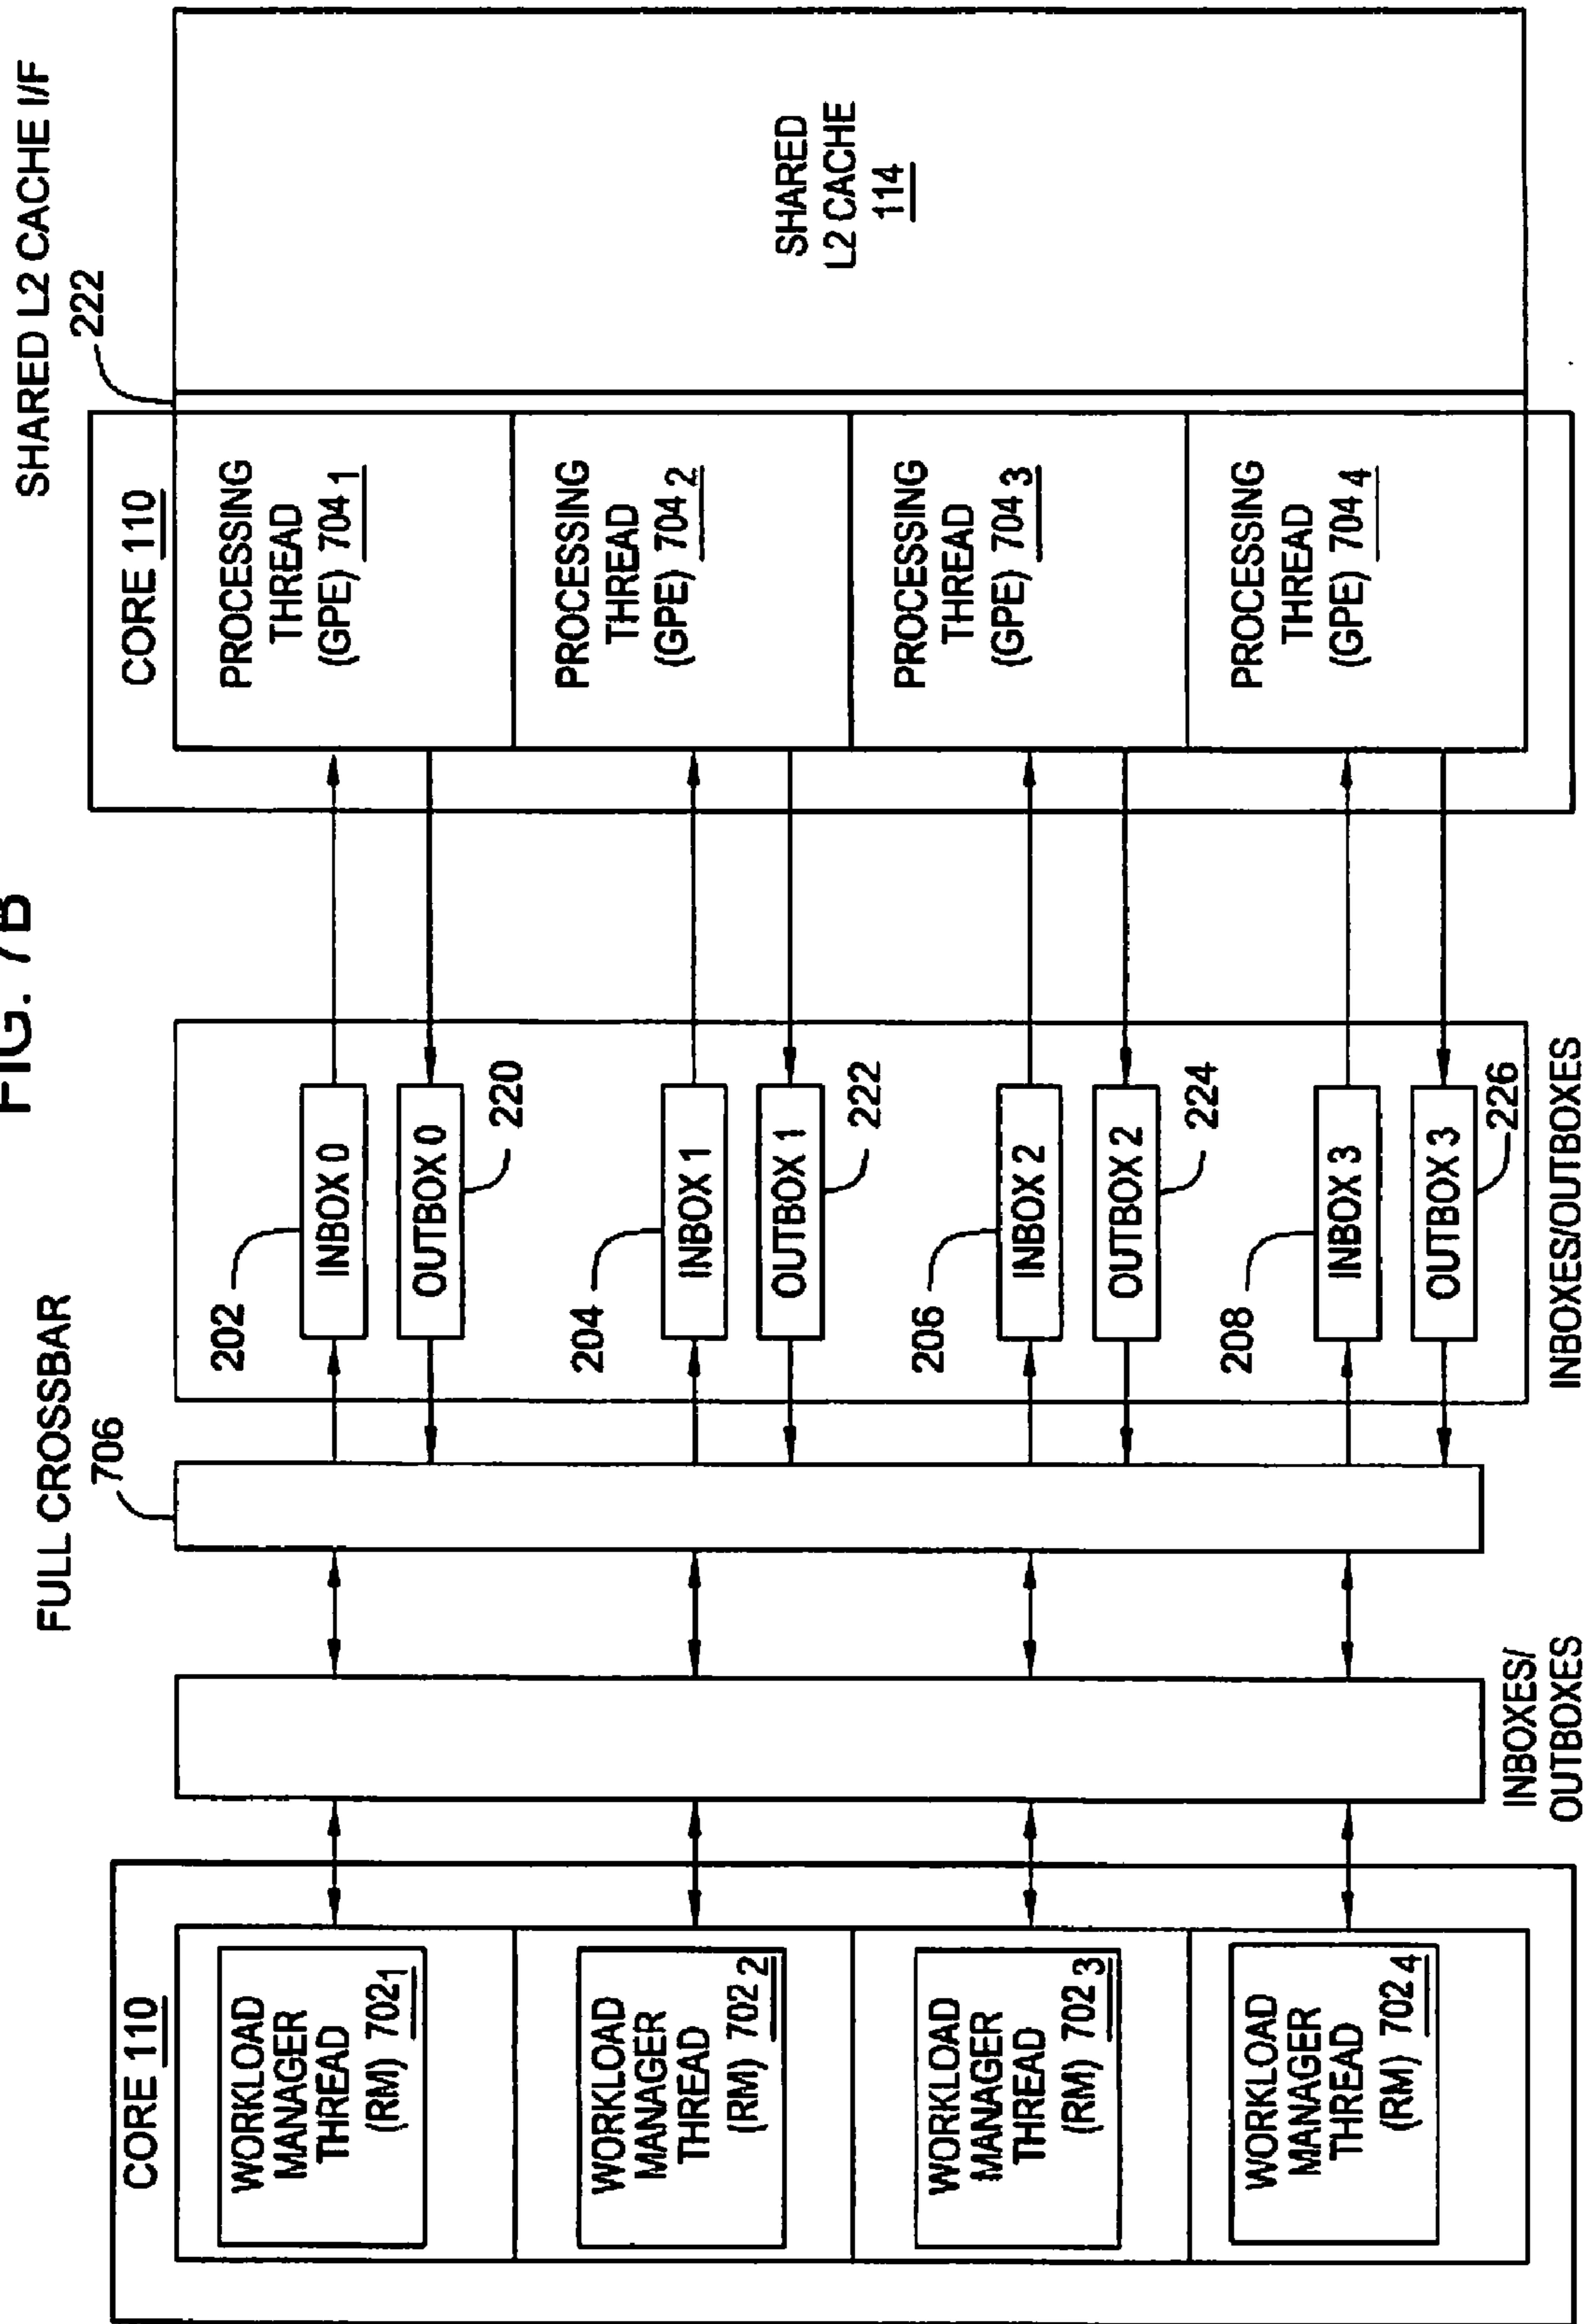 FIG. 7B
CORE 110
WORKLOAD
MANAGER
THREAD
(RM) 702 1
WORKLOAD
MANAGER
THREAD
(RM) 702 2
WORKLOAD
MANAGER
THREAD
(RM) 702 3
WORKLOAD
MANAGER
THREAD
(RM) 702 4
INBOXES/
OUTBOXES
FULL CROSSBAR
706
202
INBOX 0
OUTBOX 0
220
204
INBOX 1
OUTBOX 1
222
206
INBOX 2
OUTBOX 2
224
208
INBOX 3
OUTBOX 3
226
INBOXES/OUTBOXES
CORE 110
PROCESSING
THREAD
(GPE) 704 1
PROCESSING
THREAD
(GPE) 704 2
PROCESSING
THREAD
(GPE) 704 3
PROCESSING
THREAD
(GPE) 704 4
SHARED L2 CACHE I/F
222
SHARED
L2 CACHE
114